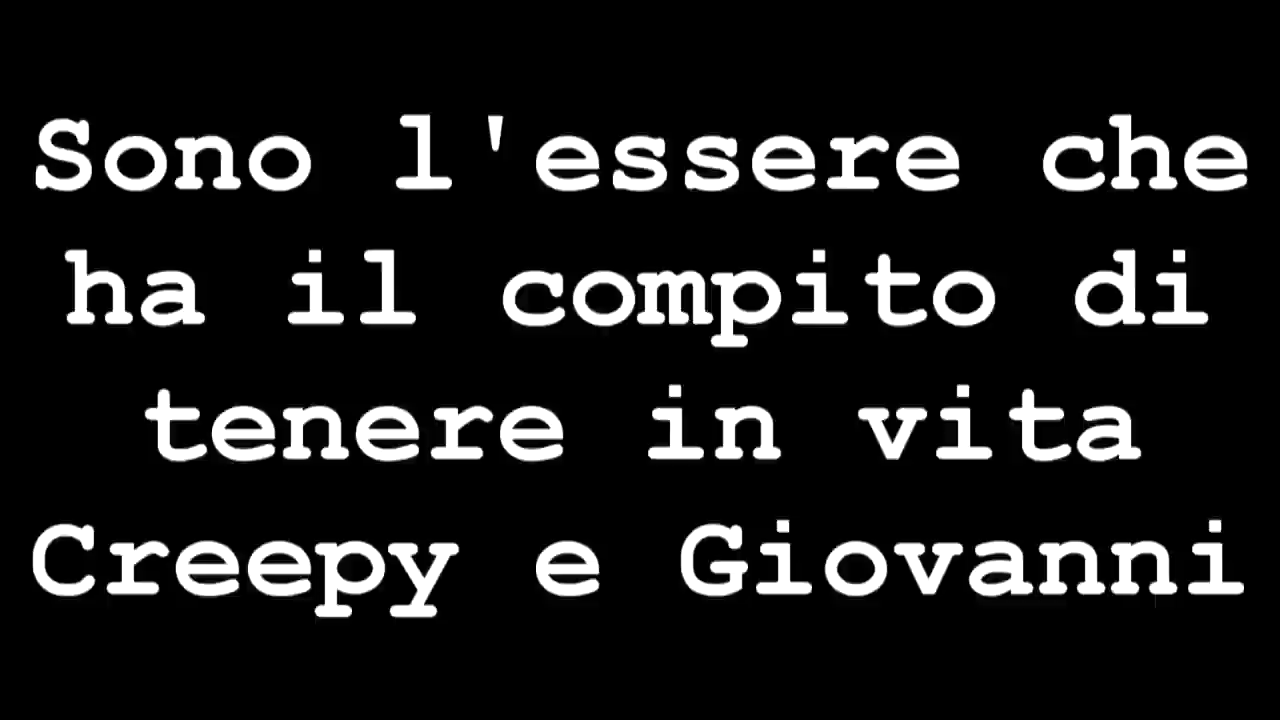 Sono l'essere che
ha il compito di
tenere in vita
Creepy e Giovanni